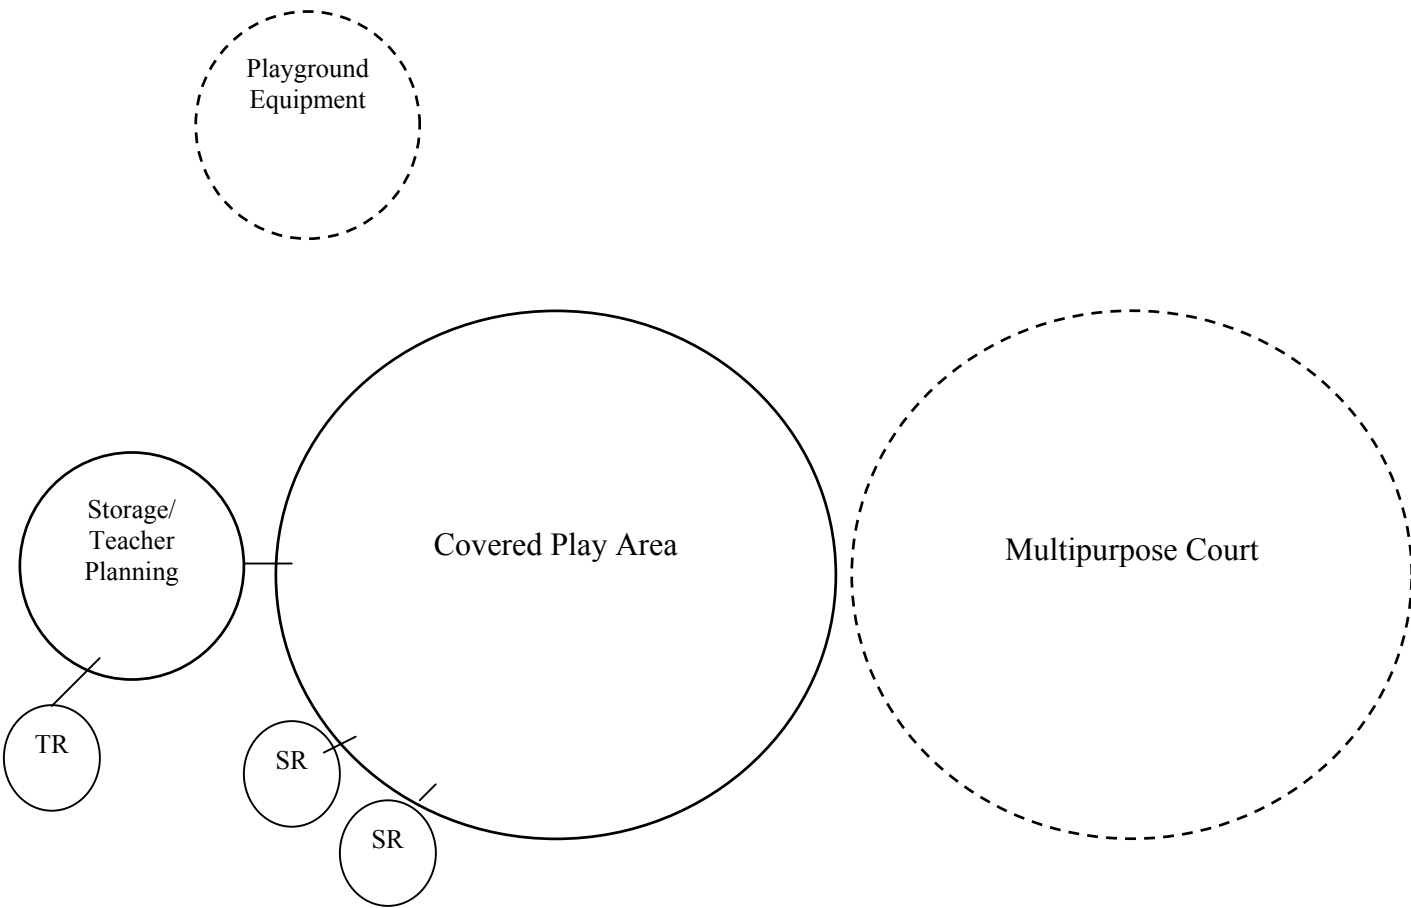 Playground
Equipment
Storage/
Teacher
Planning
Covered Play Area
Multipurpose Court
TR
SR
SR